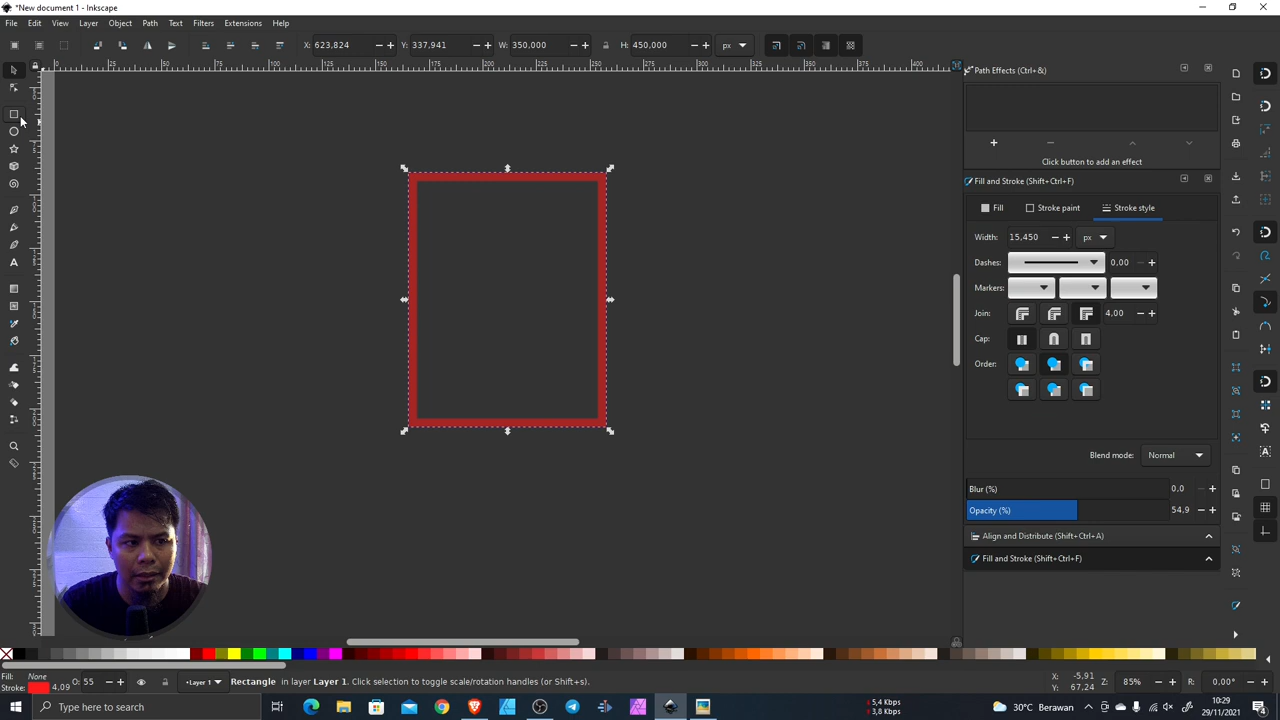 *New document 1 - Inkscape
File Edit View Layer Object Path Text Filters Extensions Help
X: 623,824 Y: 337,941 W: 350,000 H: 450,000 px
Path Effects (Ctrl+&)
Click button to add an effect
Fill and Stroke (Shift+Ctrl+F)
Fill Stroke paint Stroke style
Width: 15,450 px
Dashes: 0,00
Markers:
Join: 4.00
Cap:
Order:
Blend mode: Normal
Blur (%) 0,0
Opacity (%) 54,9
Align and Distribute (Shift+Ctrl+A)
Fill and Stroke (Shift+Ctrl+F)
Fill: None
Stroke: 4,09 O: 55 Layer 1 Rectangle in layer Layer 1. Click selection to toggle scale/rotation handles (or Shift+s).
X: -5.91
Y: 67.24
Z: 85% R: 0.00°
Type here to search
5,4 Kbps
3,8 Kbps
30°C Berawan
10:29
29/11/2021